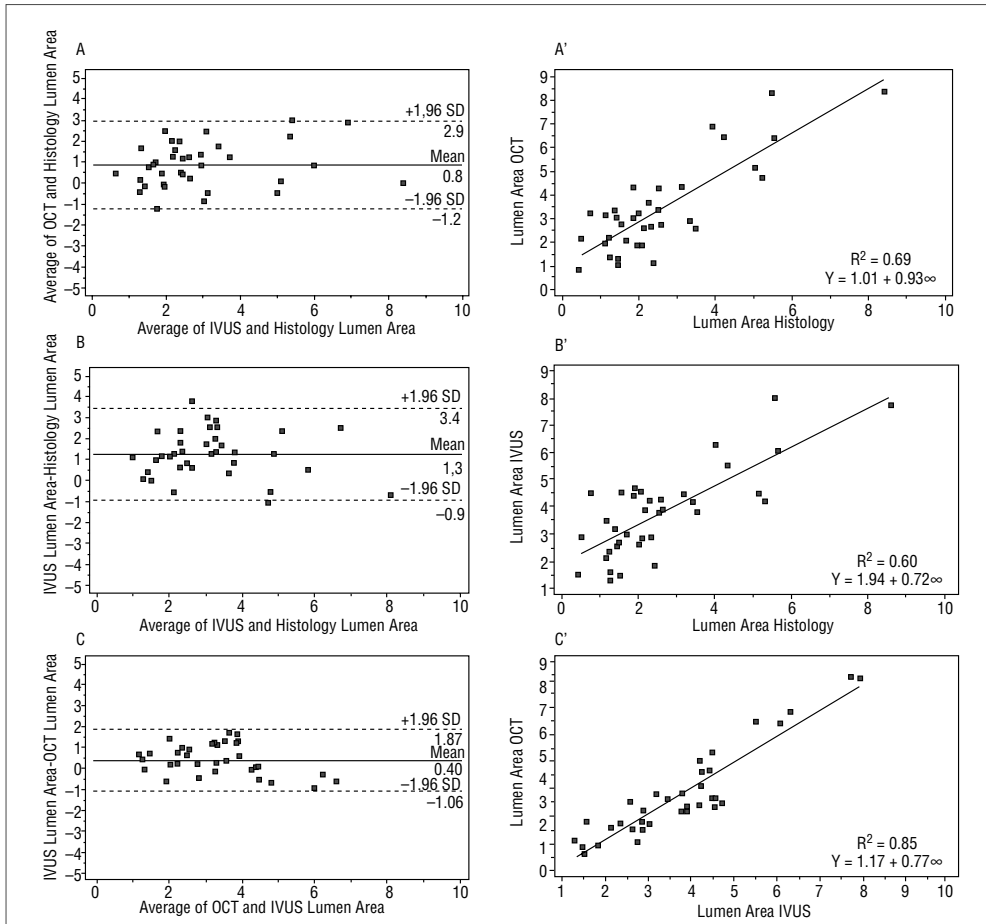 A
Average of OCT and Histology Lumen Area
5
4
3
2
1
0
–1
–2
–3
–4
–5
+1,96 SD
2.9
Mean
0.8
–1.96 SD
–1.2
0 2 4 6 8 10
Average of IVUS and Histology Lumen Area
A'
Lumen Area OCT
9
8
7
6
5
4
3
2
1
0
R² = 0.69
Y = 1.01 + 0.93∞
0 2 4 6 8 10
Lumen Area Histology
B
IVUS Lumen Area-Histology Lumen Area
5
4
3
2
1
0
–1
–2
–3
–4
–5
+1.96 SD
3.4
Mean
1,3
–1.96 SD
–0.9
0 2 4 6 8 10
Average of IVUS and Histology Lumen Area
B'
Lumen Area IVUS
9
8
7
6
5
4
3
2
1
R² = 0.60
Y = 1.94 + 0.72∞
0 2 4 6 8 10
Lumen Area Histology
C
IVUS Lumen Area-OCT Lumen Area
5
4
3
2
1
0
–1
–2
–3
–4
–5
+1.96 SD
1.87
Mean
0.40
–1.96 SD
–1.06
0 2 4 6 8 10
Average of OCT and IVUS Lumen Area
C'
Lumen Area OCT
9
8
7
6
5
4
3
2
1
0
R² = 0.85
Y = 1.17 + 0.77∞
1 2 3 4 5 6 7 8 9 10
Lumen Area IVUS